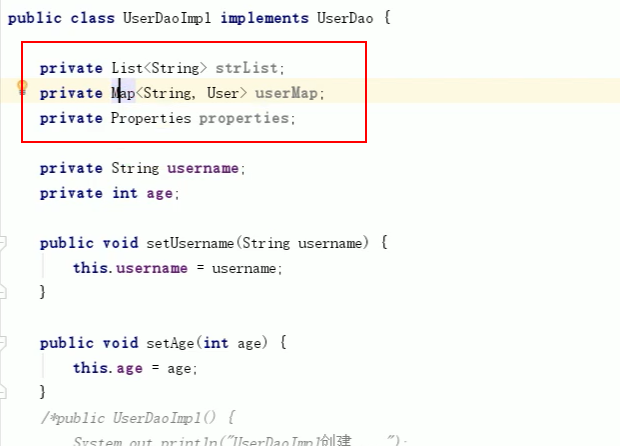 public class UserDaoImpl implements UserDao {
private List<String> strList;
private Map<String, User> userMap;
private Properties properties;
private String username;
private int age;
public void setUsername(String username) {
this.username = username;
}
public void setAge(int age) {
this.age = age;
}
/*public UserDaoImpl() {
System.out.println("UserDaoImpl创建....");